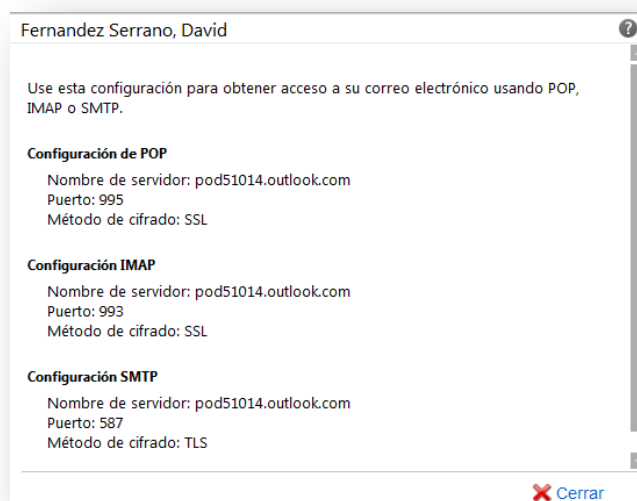 Fernandez Serrano, David
?
Use esta configuración para obtener acceso a su correo electrónico usando POP,
IMAP o SMTP.
Configuración de POP
Nombre de servidor: pod51014.outlook.com
Puerto: 995
Método de cifrado: SSL
Configuración IMAP
Nombre de servidor: pod51014.outlook.com
Puerto: 993
Método de cifrado: SSL
Configuración SMTP
Nombre de servidor: pod51014.outlook.com
Puerto: 587
Método de cifrado: TLS
Cerrar